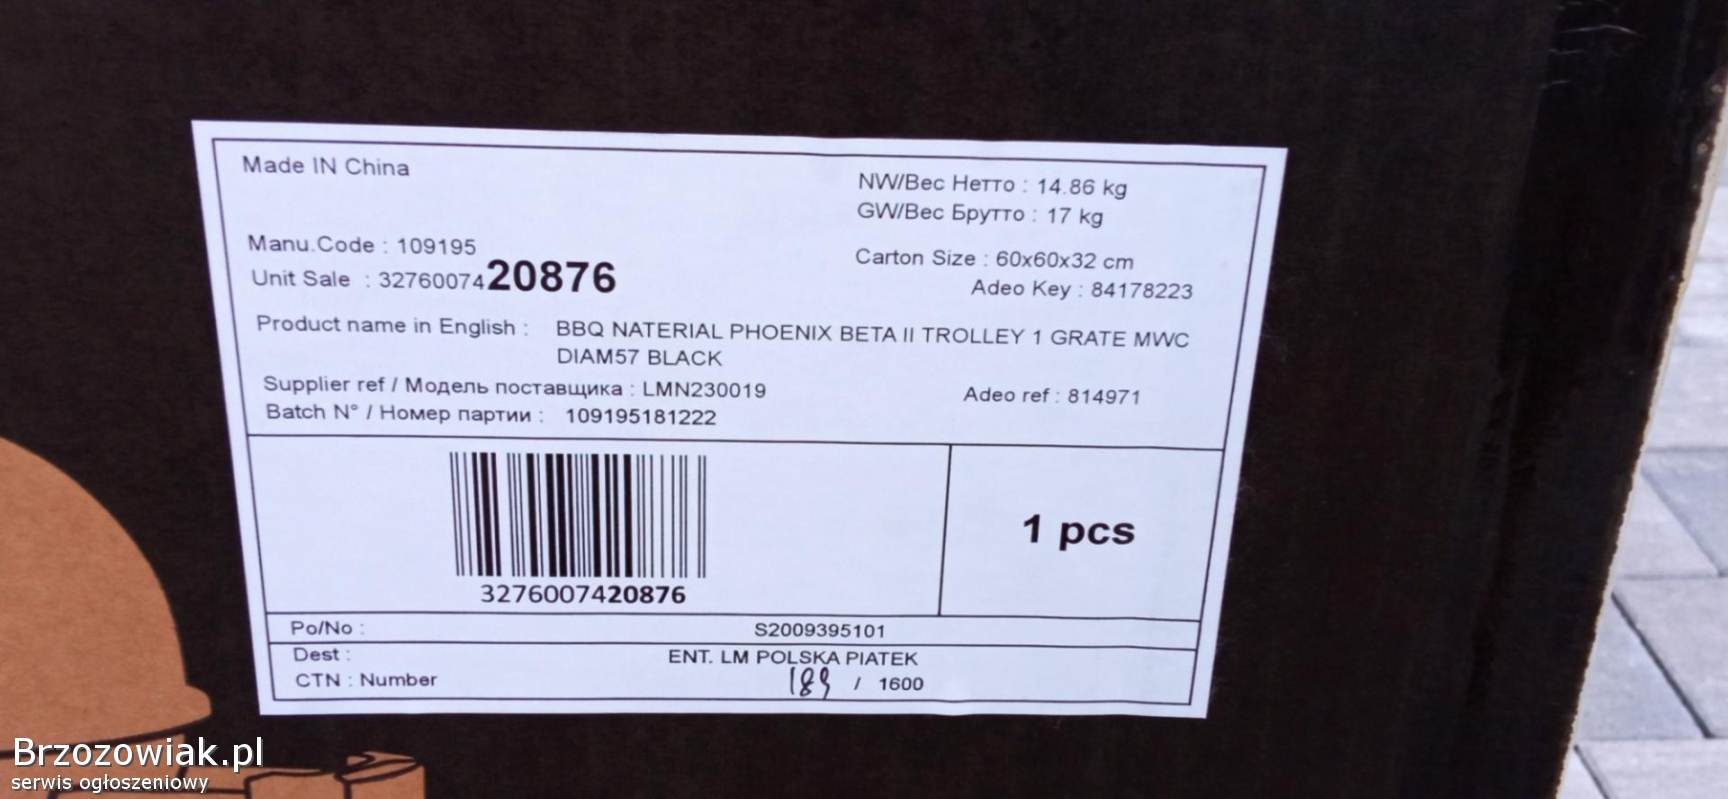 Made IN China
NW/Вес Нетто : 14.86 kg
GW/Вес Брутто : 17 kg
Manu.Code : 109195
Carton Size : 60x60x32 cm
Unit Sale : 3276007420876
Adeo Key : 84178223
Product name in English : BBQ NATERIAL PHOENIX BETA II TROLLEY 1 GRATE MWC
DIAM57 BLACK
Supplier ref / Модель поставщика : LMN230019
Adeo ref : 814971
Batch N° / Номер партии : 109195181222
3276007420876
1 pcs
Po/No : S2009395101
Dest : ENT. LM POLSKA PIATEK
CTN : Number 189 / 1600
Brzozowiak.pl
serwis ogłoszeniowy